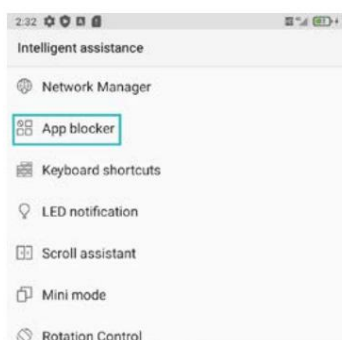 2:32
Intelligent assistance
Network Manager
App blocker
Keyboard shortcuts
LED notification
Scroll assistant
Mini mode
Rotation Control